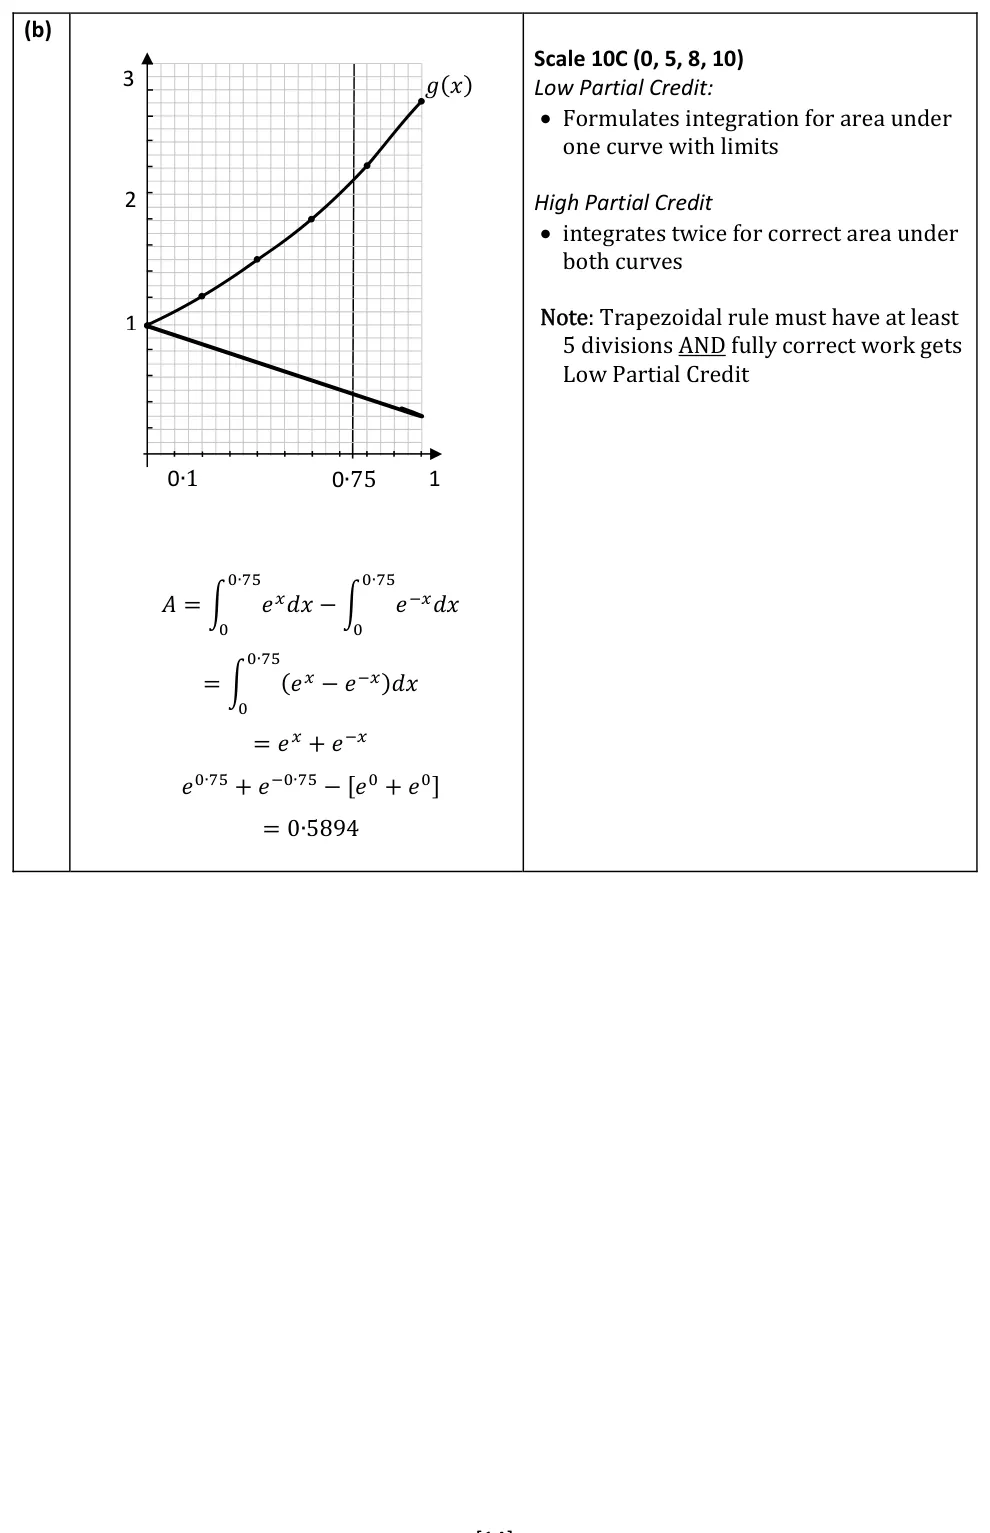 (b)
3
g(x)
2
1
0·1
0·75
1
A = ∫₀^0·75 e^x dx − ∫₀^0·75 e^−x dx
= ∫₀^0·75 (e^x − e^−x)dx
= e^x + e^−x
e^0·75 + e^−0·75 − [e^0 + e^0]
= 0·5894
Scale 10C (0, 5, 8, 10)
Low Partial Credit:
• Formulates integration for area under
one curve with limits
High Partial Credit
• integrates twice for correct area under
both curves
Note: Trapezoidal rule must have at least
5 divisions AND fully correct work gets
Low Partial Credit